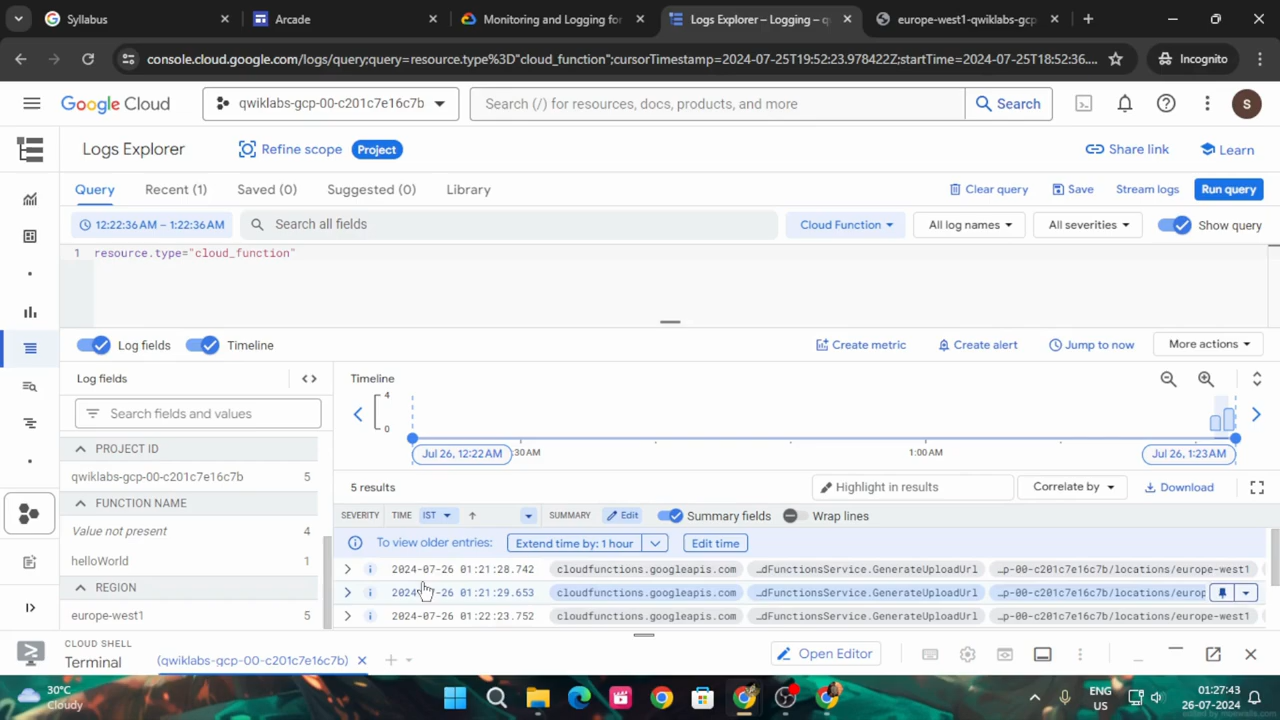 Syllabus
Arcade
Monitoring and Logging for
Logs Explorer – Logging – q
europe-west1-qwiklabs-gcp
console.cloud.google.com/logs/query;query=resource.type%3D"cloud_function";cursorTimestamp=2024-07-25T19:52:23.978422Z;startTime=2024-07-25T18:52:36....
Incognito
Google Cloud
qwiklabs-gcp-00-c201c7e16c7b
Search (/) for resources, docs, products, and more
Search
S
Logs Explorer
Refine scope
Project
Share link
Learn
Query
Recent (1)
Saved (0)
Suggested (0)
Library
Clear query
Save
Stream logs
Run query
12:22:36 AM – 1:22:36 AM
Search all fields
Cloud Function
All log names
All severities
Show query
1 resource.type="cloud_function"
Log fields
Timeline
Create metric
Create alert
Jump to now
More actions
Log fields
Timeline
Search fields and values
4
0
PROJECT ID
Jul 26, 12:22AM
:30 AM
1:00 AM
Jul 26, 1:23AM
qwiklabs-gcp-00-c201c7e16c7b 5
5 results
Highlight in results
Correlate by
Download
FUNCTION NAME
SEVERITY TIME IST SUMMARY Edit Summary fields Wrap lines
Value not present 4
To view older entries: Extend time by: 1 hour Edit time
helloWorld 1
2024-07-26 01:21:28.742 cloudfunctions.googleapis.com …dFunctionsService.GenerateUploadUrl …p-00-c201c7e16c7b/locations/europe-west1
REGION
2024-07-26 01:21:29.653 cloudfunctions.googleapis.com …dFunctionsService.GenerateUploadUrl …p-00-c201c7e16c7b/locations/europ
europe-west1 5
2024-07-26 01:22:23.752 cloudfunctions.googleapis.com …dFunctionsService.GenerateUploadUrl …p-00-c201c7e16c7b/locations/europe-west1
CLOUD SHELL
Terminal
(qwiklabs-gcp-00-c201c7e16c7b)
Open Editor
30°C
Cloudy
ENG
US
01:27:43
26-07-2024